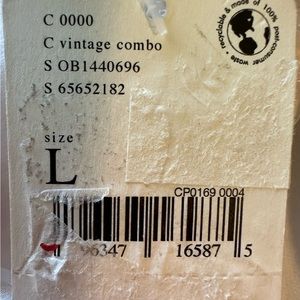 C 0000
C vintage combo
S OB1440696
S 65652182
recyclable & made of 100% post-consumer waste
size
L
CP0169 0004
96347 16587 5